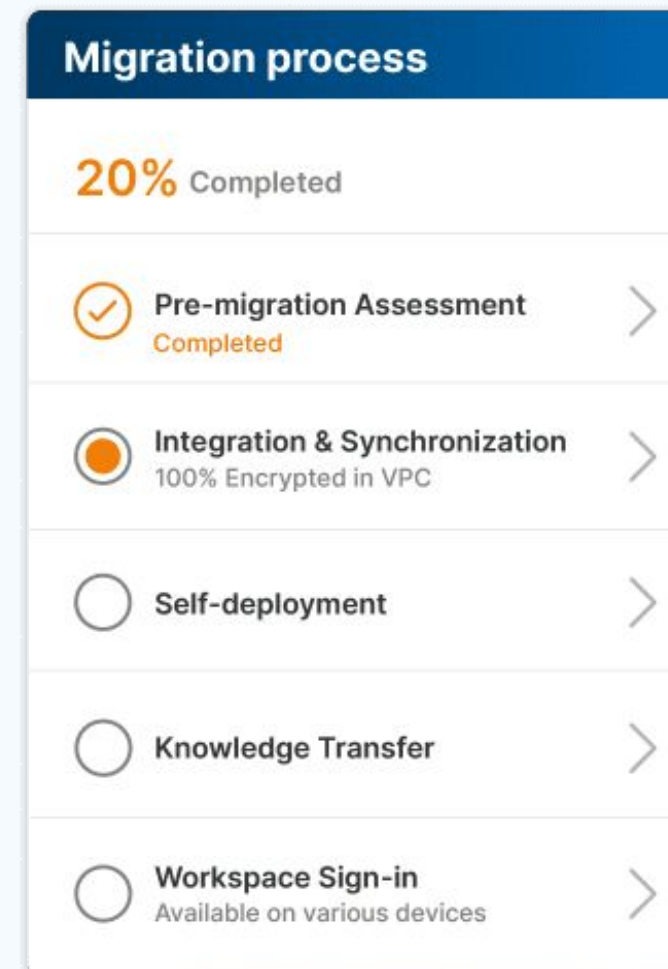 Migration process
20% Completed
Pre-migration Assessment
Completed
Integration & Synchronization
100% Encrypted in VPC
Self-deployment
Knowledge Transfer
Workspace Sign-in
Available on various devices